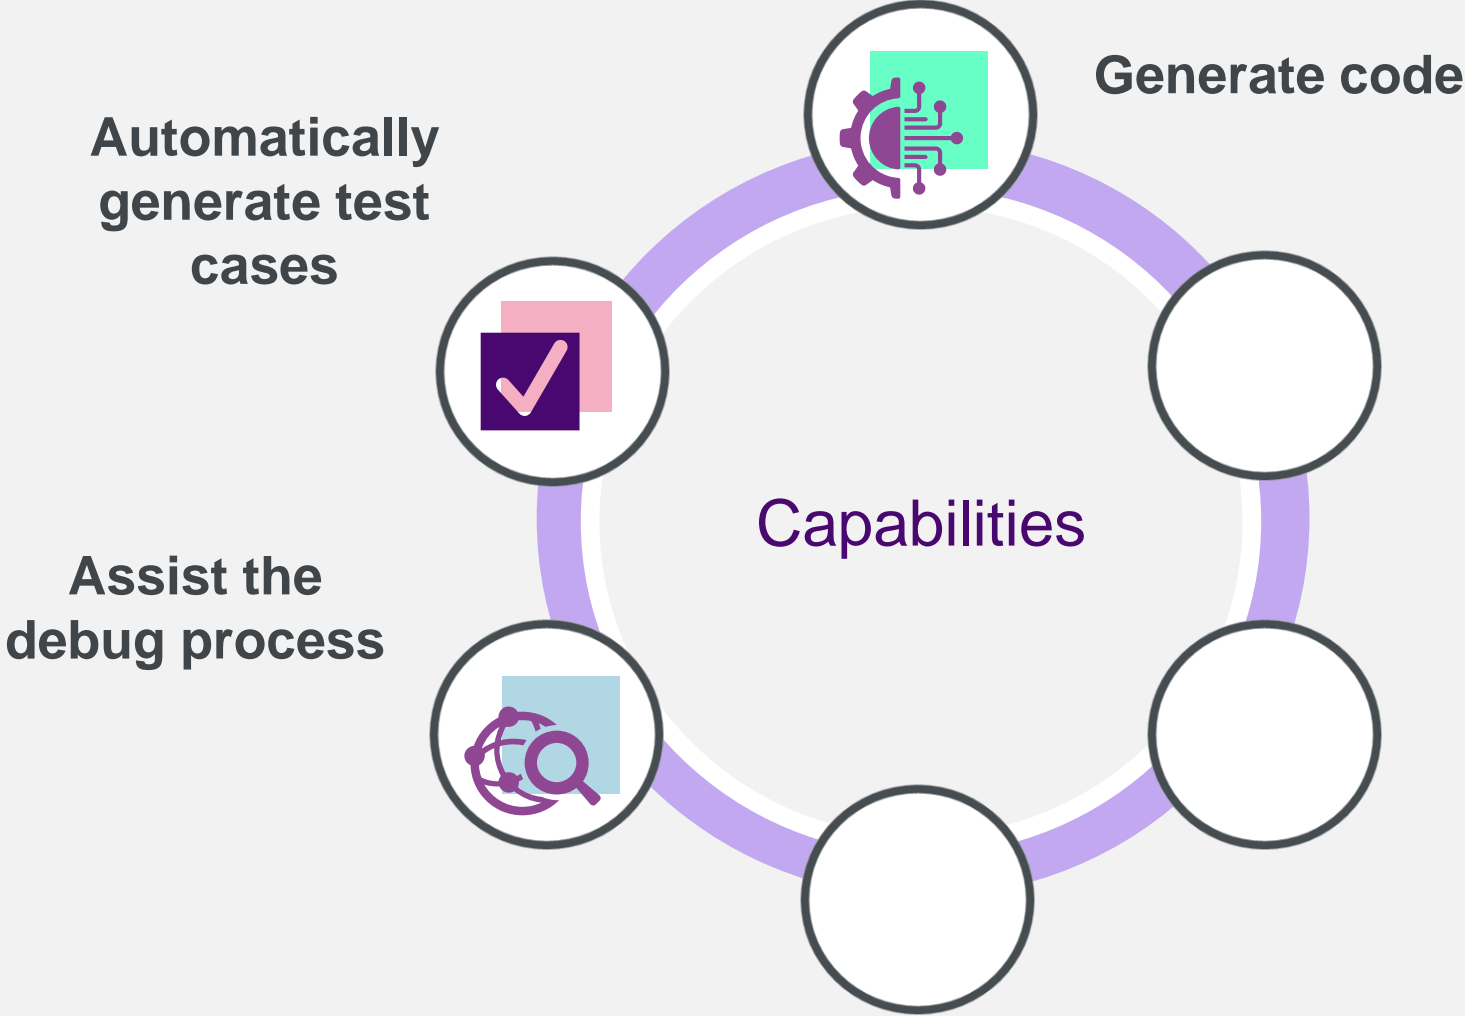 Generate code
Automatically
generate test
cases
Capabilities
Assist the
debug process